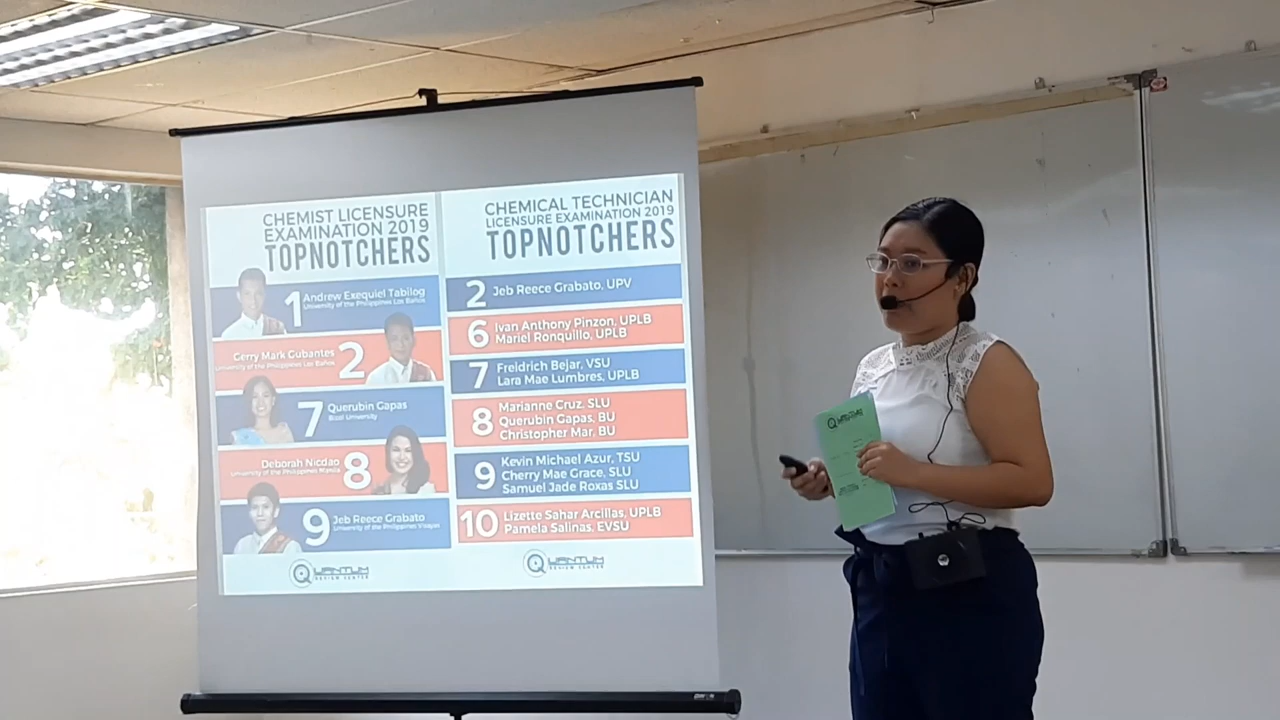 CHEMIST LICENSURE
EXAMINATION 2019
TOPNOTCHERS
1 Andrew Exequiel Tabilog
University of the Philippines Los Baños
Gerry Mark Gubantes 2
University of the Philippines Los Baños
7 Querubin Gapas
Bicol University
Deborah Nicdao 8
University of the Philippines Manila
9 Jeb Reece Grabato
University of the Philippines Visayas
QUANTUM
REVIEW CENTER
CHEMICAL TECHNICIAN
LICENSURE EXAMINATION 2019
TOPNOTCHERS
2 Jeb Reece Grabato, UPV
6 Ivan Anthony Pinzon, UPLB
Mariel Ronquillo, UPLB
7 Freidrich Bejar, VSU
Lara Mae Lumbres, UPLB
8 Marianne Cruz, SLU
Querubin Gapas, BU
Christopher Mar, BU
9 Kevin Michael Azur, TSU
Cherry Mae Grace, SLU
Samuel Jade Roxas SLU
10 Lizette Sahar Arcillas, UPLB
Pamela Salinas, EVSU
QUANTUM
REVIEW CENTER
QUANTUM